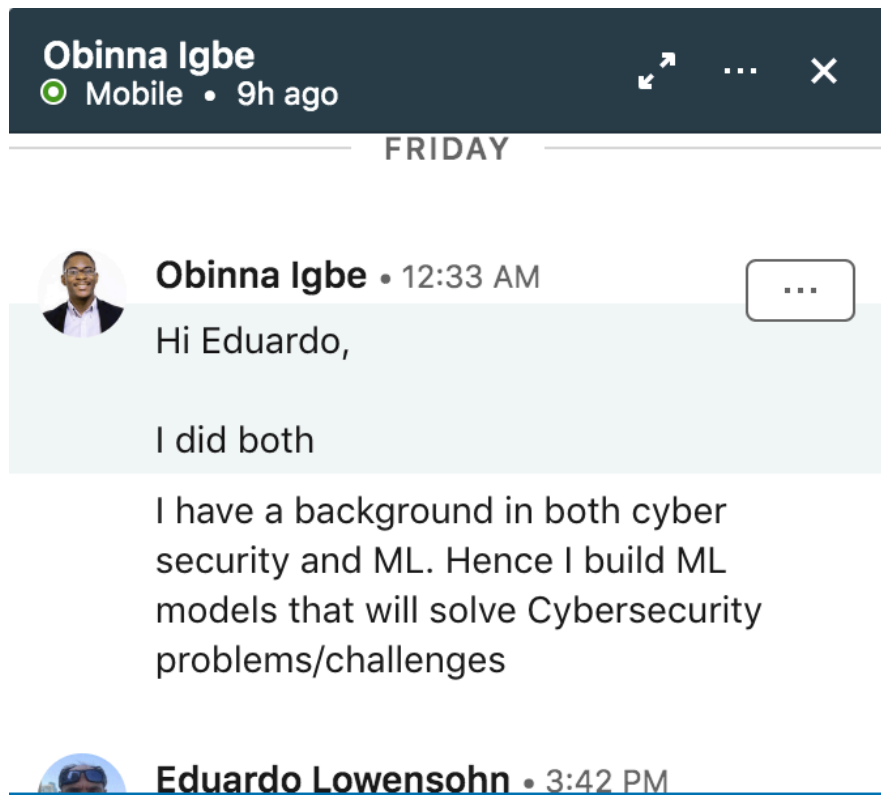 Obinna Igbe
Mobile • 9h ago
FRIDAY
Obinna Igbe • 12:33 AM
Hi Eduardo,
I did both
I have a background in both cyber
security and ML. Hence I build ML
models that will solve Cybersecurity
problems/challenges
Eduardo Lowensohn • 3:42 PM